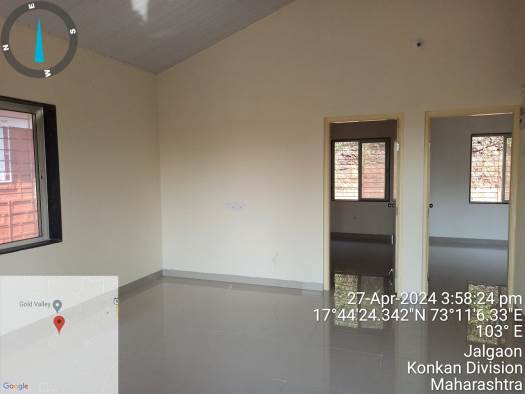 N
S
W
Gold Valley
Google
27-Apr-2024 3:58:24 pm
17°44'24.342"N 73°11'6.33"E
103° E
Jalgaon
Konkan Division
Maharashtra